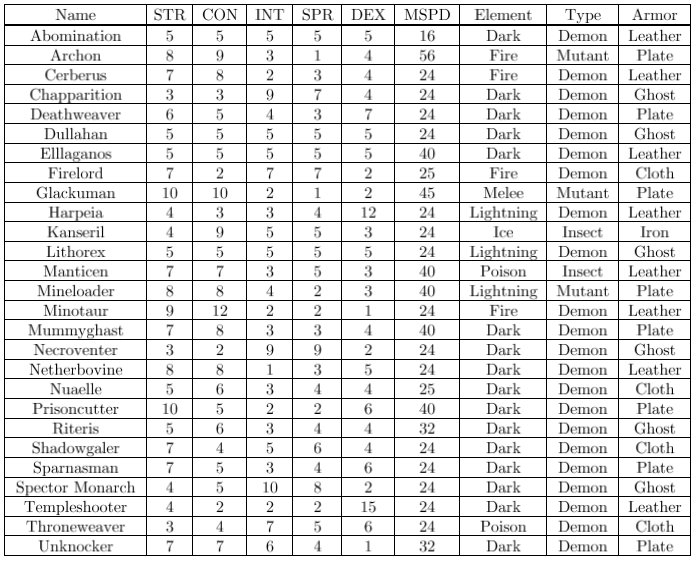 Name STR CON INT SPR DEX MSPD Element Type Armor
Abomination 5 5 5 5 5 16 Dark Demon Leather
Archon 8 9 3 1 4 56 Fire Mutant Plate
Cerberus 7 8 2 3 4 24 Fire Demon Leather
Chapparition 3 3 9 7 4 24 Dark Demon Ghost
Deathweaver 6 5 4 3 7 24 Dark Demon Plate
Dullahan 5 5 5 5 5 24 Dark Demon Ghost
Elllaganos 5 5 5 5 5 40 Dark Demon Leather
Firelord 7 2 7 7 2 25 Fire Demon Cloth
Glackuman 10 10 2 1 2 45 Melee Mutant Plate
Harpeia 4 3 3 4 12 24 Lightning Demon Leather
Kanseril 4 9 5 5 3 24 Ice Insect Iron
Lithorex 5 5 5 5 5 24 Lightning Demon Ghost
Manticen 7 7 3 5 3 40 Poison Insect Leather
Mineloader 8 8 4 2 3 40 Lightning Mutant Plate
Minotaur 9 12 2 2 1 24 Fire Demon Leather
Mummyghast 7 8 3 3 4 40 Dark Demon Plate
Necroventer 3 2 9 9 2 24 Dark Demon Ghost
Netherbovine 8 8 1 3 5 24 Dark Demon Leather
Nuaelle 5 6 3 4 4 25 Dark Demon Cloth
Prisoncutter 10 5 2 2 6 40 Dark Demon Plate
Riteris 5 6 3 4 4 32 Dark Demon Ghost
Shadowgaler 7 4 5 6 4 24 Dark Demon Cloth
Sparnasman 7 5 3 4 6 24 Dark Demon Plate
Spector Monarch 4 5 10 8 2 24 Dark Demon Ghost
Templeshooter 4 2 2 2 15 24 Dark Demon Leather
Throneweaver 3 4 7 5 6 24 Poison Demon Cloth
Unknocker 7 7 6 4 1 32 Dark Demon Plate